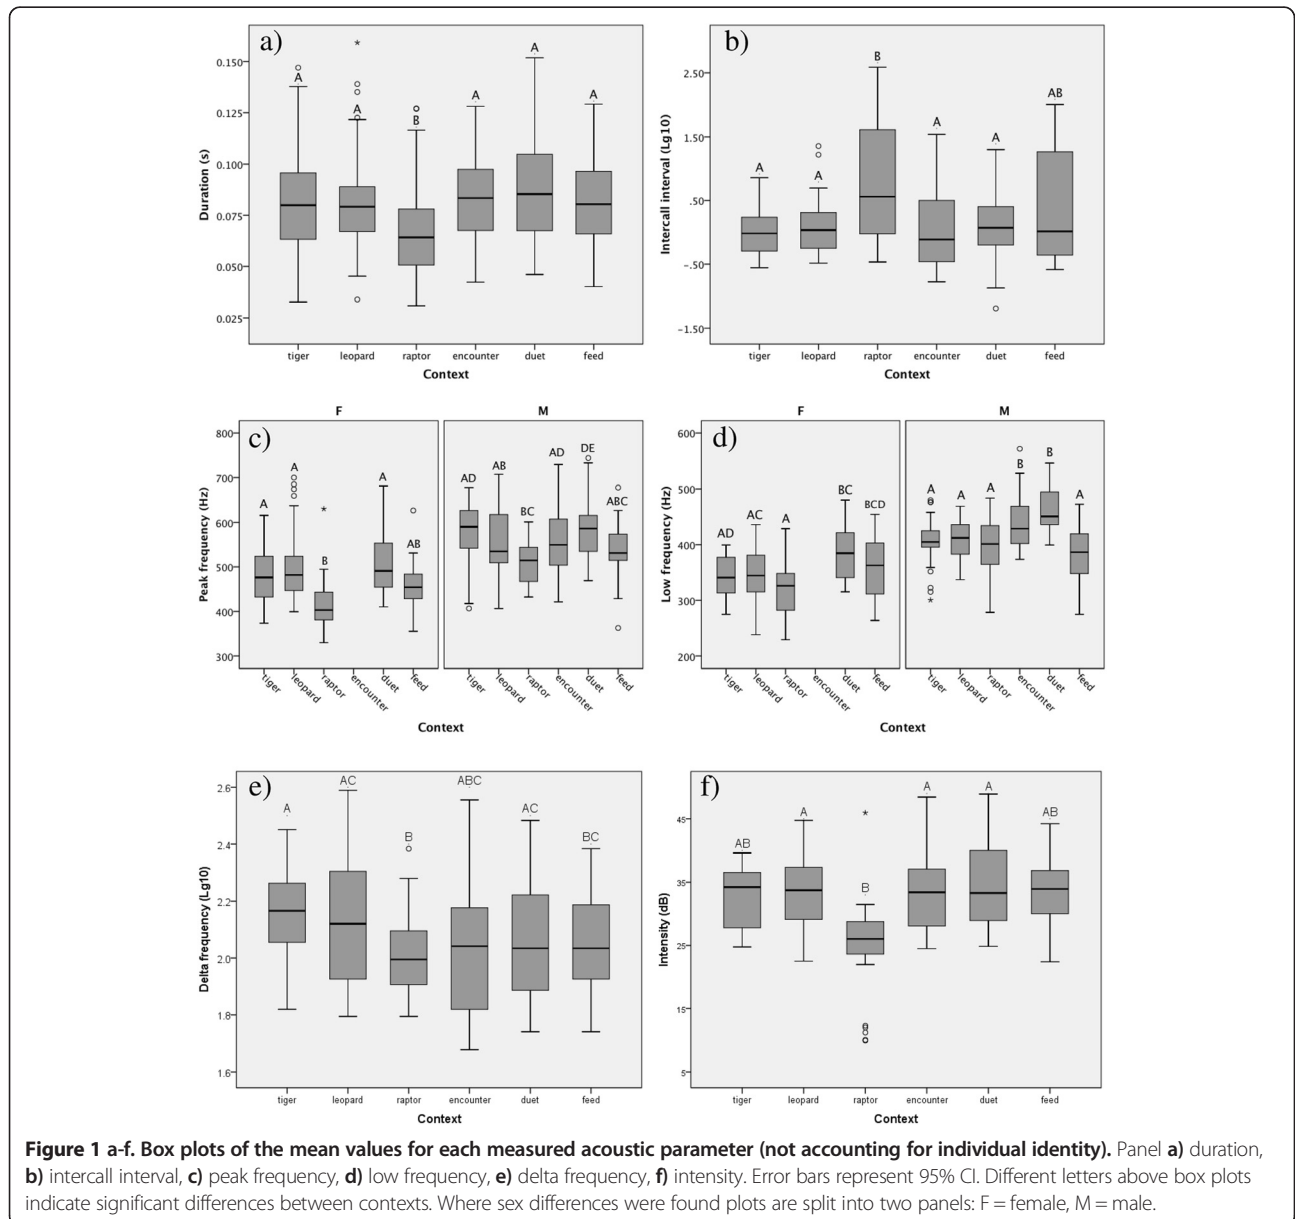 a)
Duration (s)
0.150
0.125
0.100
0.075
0.050
0.025
A A B A A A
tiger leopard raptor encounter duet feed
Context
b)
Intercall interval (Lg10)
2.50
1.50
.50
-.50
-1.50
A A B A A AB
tiger leopard raptor encounter duet feed
Context
F M
c)
Peak frequency (Hz)
800
700
600
500
400
300
A A B A AB
AD AB BC AD DE ABC
tiger leopard raptor encounter duet feed
tiger leopard raptor encounter duet feed
Context
F M
d)
Low frequency (Hz)
600
500
400
300
200
AD AC A BC BCD
A A A B B A
tiger leopard raptor encounter duet feed
tiger leopard raptor encounter duet feed
Context
e)
Delta frequency (Lg10)
2.6
2.4
2.2
2.0
1.8
1.6
A AC B ABC AC BC
tiger leopard raptor encounter duet feed
Context
f)
Intensity (dB)
45
35
25
15
5
AB A B A A AB
tiger leopard raptor encounter duet feed
Context
Figure 1 a-f. Box plots of the mean values for each measured acoustic parameter (not accounting for individual identity). Panel a) duration,
b) intercall interval, c) peak frequency, d) low frequency, e) delta frequency, f) intensity. Error bars represent 95% CI. Different letters above box plots
indicate significant differences between contexts. Where sex differences were found plots are split into two panels: F = female, M = male.